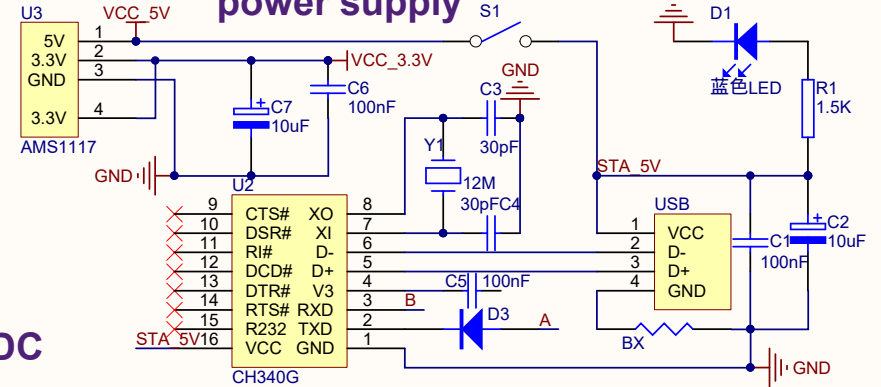 power supply
U3
VCC_5V
S1
D1
5V
3.3V
GND
3.3V
1
2
3
4
AMS1117
VCC_3.3V
C6
100nF
C7
10uF
GND
GND
C3
30pF
Y1
12M
30pF
C4
蓝色LED
R1
1.5K
STA_5V
U2
9
10
11
12
13
14
15
16
CTS#
DSR#
RI#
DCD#
DTR#
RTS#
R232
VCC
XO
XI
D-
D+
V3
RXD
TXD
GND
8
7
6
5
4
3
2
1
CH340G
STA_5V
DC
C5
100nF
B
D3
A
USB
1
2
3
4
VCC
D-
D+
GND
BX
C1
100nF
C2
10uF
GND